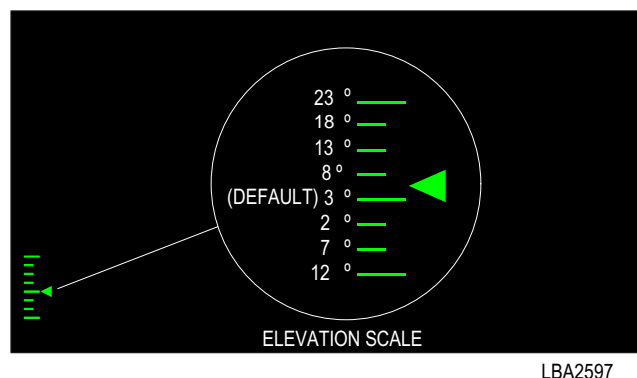 23 º
18 º
13 º
8 º
(DEFAULT) 3 º
2 º
7 º
12 º
ELEVATION SCALE
LBA2597